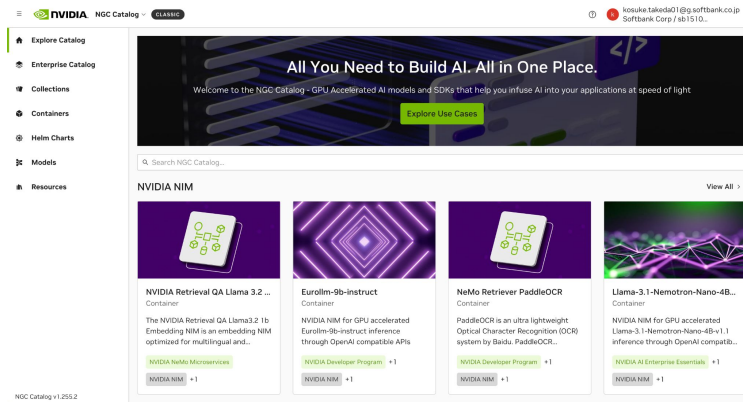 NVIDIA. NGC Catalog CLASSIC
k kosuke.takeda01@g.softbank.co.jp
Softbank Corp / sb1510...
Explore Catalog
Enterprise Catalog
Collections
Containers
Helm Charts
Models
Resources
NGC Catalog v1.255.2
All You Need to Build AI. All in One Place.
Welcome to the NGC Catalog - GPU Accelerated AI models and SDKs that help you infuse AI into your applications at speed of light
Explore Use Cases
Search NGC Catalog...
NVIDIA NIM
View All
NVIDIA Retrieval QA Llama 3.2 ...
Container
The NVIDIA Retrieval QA Llama3.2 1b
Embedding NIM is an embedding NIM
optimized for multilingual and...
NVIDIA NeMo Microservices
NVIDIA NIM +1
Eurollm-9b-instruct
Container
NVIDIA NIM for GPU accelerated
Eurollm-9b-instruct inference
through OpenAI compatible APIs
NVIDIA Developer Program +1
NVIDIA NIM +1
NeMo Retriever PaddleOCR
Container
PaddleOCR is an ultra lightweight
Optical Character Recognition (OCR)
system by Baidu. PaddleOCR...
NVIDIA Developer Program +1
NVIDIA NIM +1
Llama-3.1-Nemotron-Nano-4B...
Container
NVIDIA NIM for GPU accelerated
Llama-3.1-Nemotron-Nano-4B-v1.1
inference through OpenAI compatib...
NVIDIA AI Enterprise Essentials +1
NVIDIA NIM +1